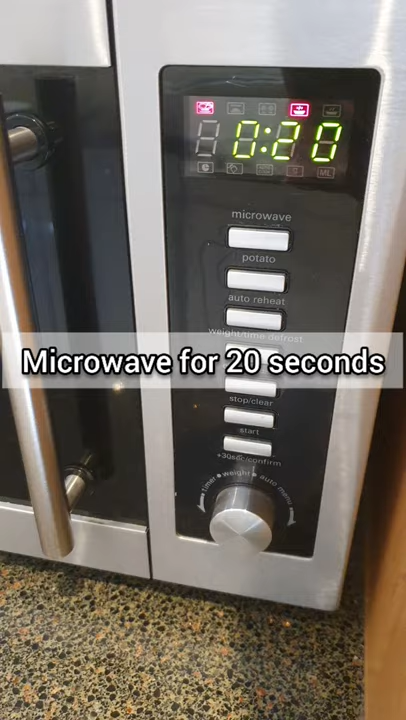 0:20
ML
microwave
potato
auto reheat
weight/time defrost
Microwave for 20 seconds
stop/clear
start
+30sec/confirm
timer • weight • auto menu